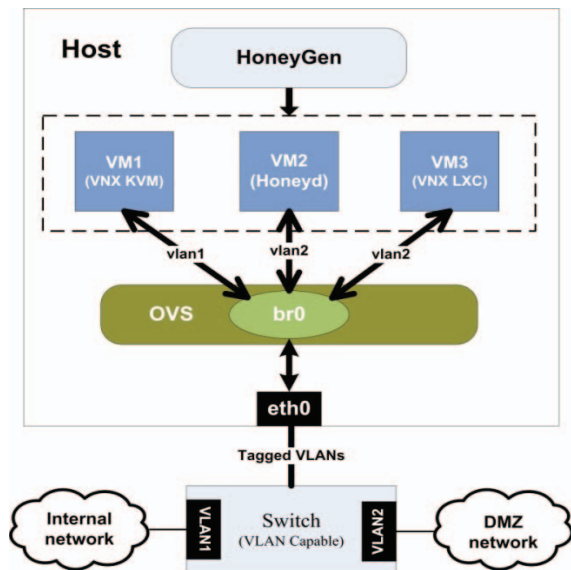 Host
HoneyGen
VM1
(VNX KVM)
VM2
(Honeyd)
VM3
(VNX LXC)
vlan1
vlan2
vlan2
OVS
br0
eth0
Tagged VLANs
Internal
network
VLAN1
Switch
(VLAN Capable)
VLAN2
DMZ
network